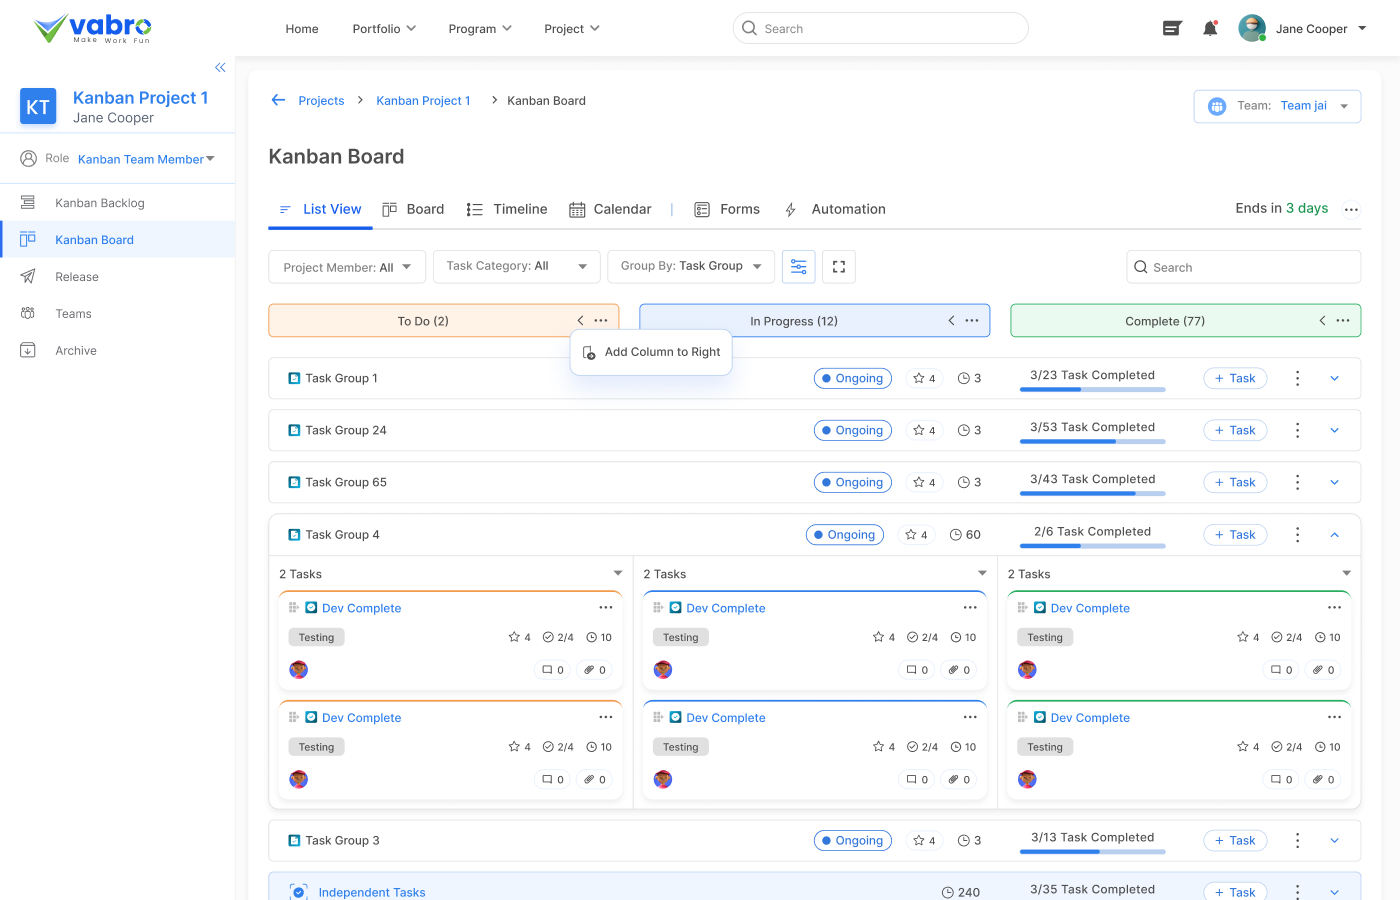 vabro
Make Work Fun
Home
Portfolio
Program
Project
Search
Jane Cooper
KT
Kanban Project 1
Jane Cooper
Role
Kanban Team Member
Kanban Backlog
Kanban Board
Release
Teams
Archive
Projects
Kanban Project 1
Kanban Board
Team: Team jai
Kanban Board
List View
Board
Timeline
Calendar
Forms
Automation
Ends in 3 days
Project Member: All
Task Category: All
Group By: Task Group
Search
To Do (2)
In Progress (12)
Complete (77)
Add Column to Right
Task Group 1
Ongoing
4
3
3/23 Task Completed
+ Task
Task Group 24
Ongoing
4
3
3/53 Task Completed
+ Task
Task Group 65
Ongoing
4
3
3/43 Task Completed
+ Task
Task Group 4
Ongoing
4
60
2/6 Task Completed
+ Task
2 Tasks
2 Tasks
2 Tasks
Dev Complete
Testing
4
2/4
10
0
0
Dev Complete
Testing
4
2/4
10
0
0
Dev Complete
Testing
4
2/4
10
0
0
Dev Complete
Testing
4
2/4
10
0
0
Dev Complete
Testing
4
2/4
10
0
0
Dev Complete
Testing
4
2/4
10
0
0
Task Group 3
Ongoing
4
3
3/13 Task Completed
+ Task
Independent Tasks
240
3/35 Task Completed
+ Task